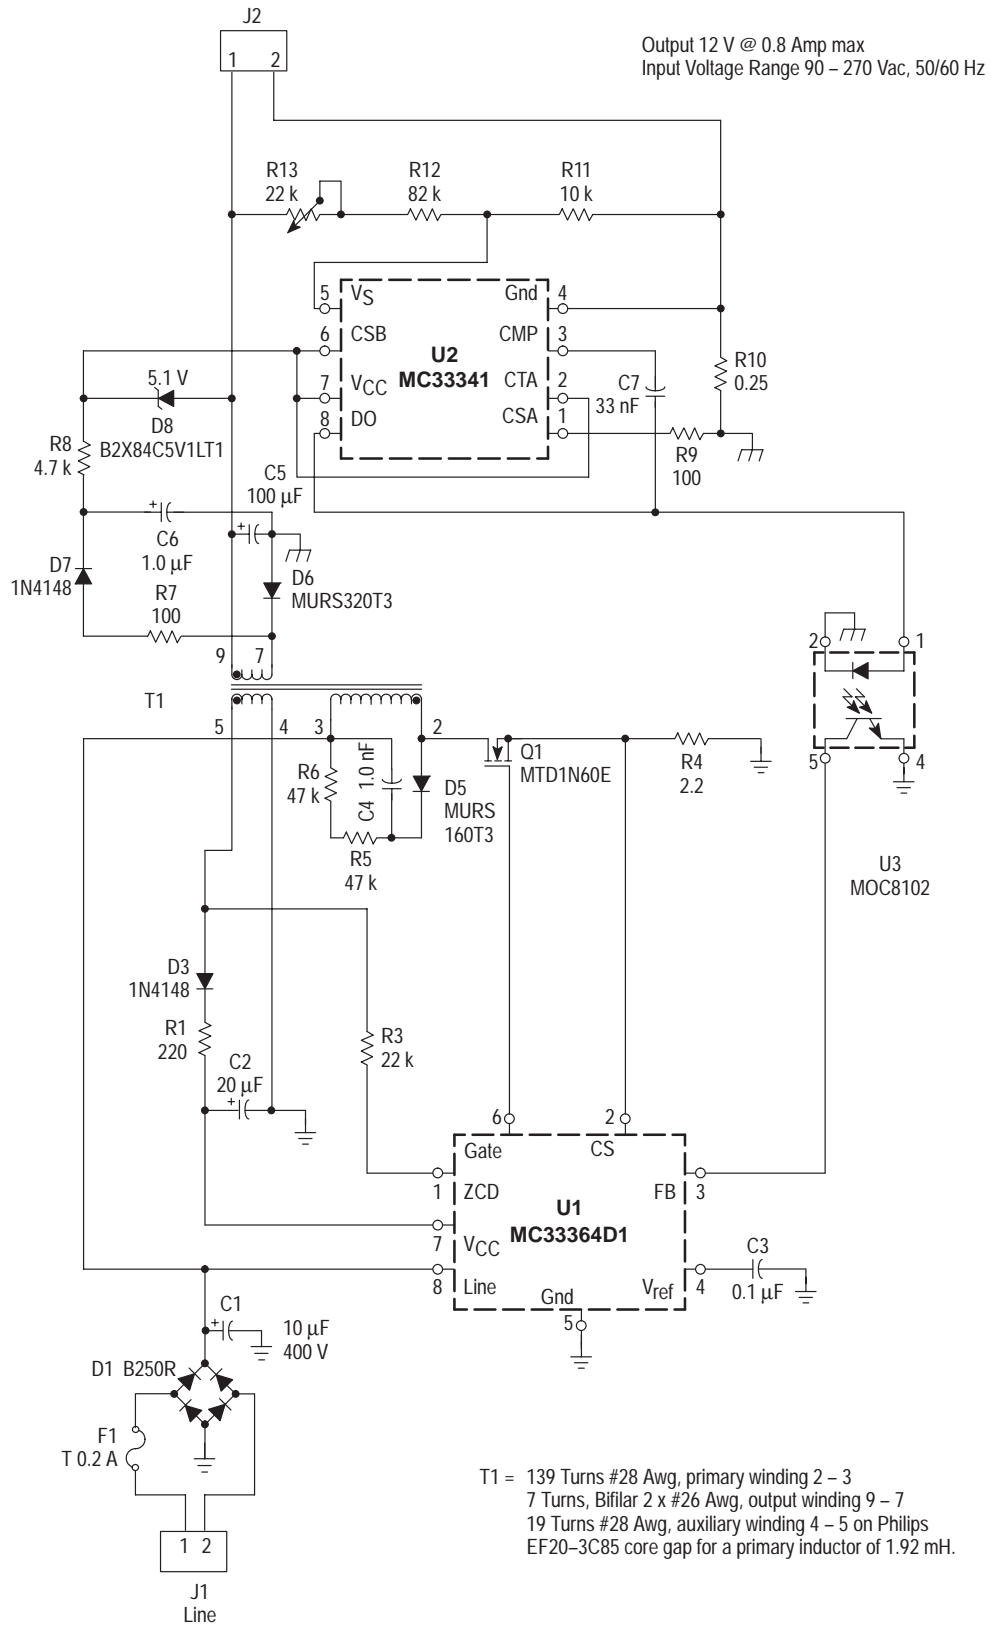 J2
1 2
Output 12 V @ 0.8 Amp max
Input Voltage Range 90 – 270 Vac, 50/60 Hz
R13
22 k
R12
82 k
R11
10 k
5
VS
Gnd
4
6
CSB
CMP
3
U2
MC33341
7
VCC
CTA
2
8
DO
CSA
1
C7
33 nF
R10
0.25
R9
100
5.1 V
D8
B2X84C5V1LT1
R8
4.7 k
C5
100 µF
+
+
C6
1.0 µF
D7
1N4148
R7
100
D6
MURS320T3
9 7
T1
5 4 3 2
2 1
5 4
R6
47 k
C4 1.0 nF
D5
MURS
160T3
R5
47 k
Q1
MTD1N60E
R4
2.2
U3
MOC8102
D3
1N4148
R1
220
C2
20 µF
+
R3
22 k
6
2
Gate
CS
1
ZCD
FB
3
U1
MC33364D1
7
VCC
8
Line
Gnd
Vref
4
5
C3
0.1 µF
C1
+
10 µF
400 V
D1 B250R
F1
T 0.2 A
1 2
J1
Line
T1 = 139 Turns #28 Awg, primary winding 2 – 3
7 Turns, Bifilar 2 x #26 Awg, output winding 9 – 7
19 Turns #28 Awg, auxiliary winding 4 – 5 on Philips
EF20–3C85 core gap for a primary inductor of 1.92 mH.